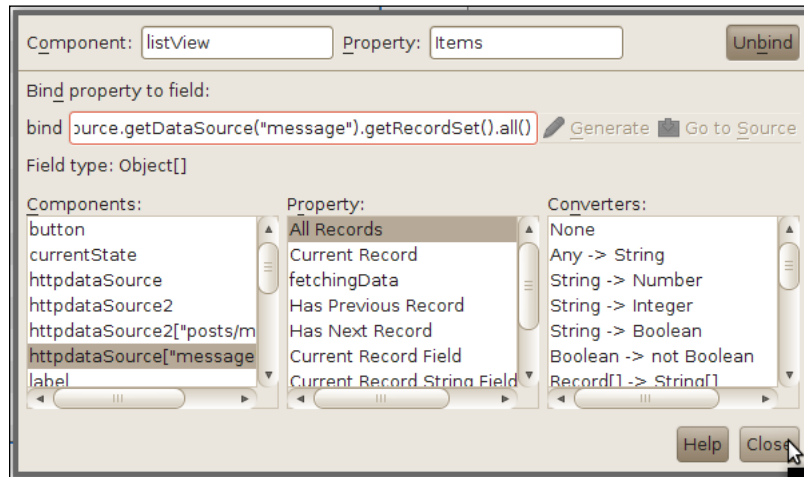 Component: listView Property: Items Unbind
Bind property to field:
bind ource.getDataSource("message").getRecordSet().all() Generate Go to Source
Field type: Object[]
Components: Property: Converters:
button All Records None
currentState Current Record Any -> String
httpdataSource fetchingData String -> Number
httpdataSource2 Has Previous Record String -> Integer
httpdataSource2["posts/m Has Next Record String -> Boolean
httpdataSource["message Current Record Field Boolean -> not Boolean
label Current Record String Field Record[] -> String[]
Help Close